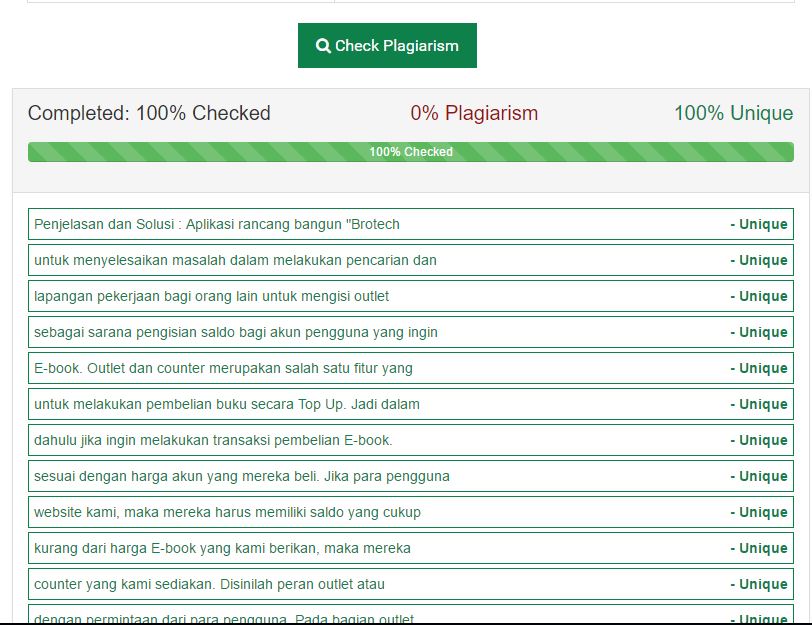 Check Plagiarism
Completed: 100% Checked 0% Plagiarism 100% Unique
100% Checked
Penjelasan dan Solusi : Aplikasi rancang bangun "Brotech - Unique
untuk menyelesaikan masalah dalam melakukan pencarian dan - Unique
lapangan pekerjaan bagi orang lain untuk mengisi outlet - Unique
sebagai sarana pengisian saldo bagi akun pengguna yang ingin - Unique
E-book. Outlet dan counter merupakan salah satu fitur yang - Unique
untuk melakukan pembelian buku secara Top Up. Jadi dalam - Unique
dahulu jika ingin melakukan transaksi pembelian E-book. - Unique
sesuai dengan harga akun yang mereka beli. Jika para pengguna - Unique
website kami, maka mereka harus memiliki saldo yang cukup - Unique
kurang dari harga E-book yang kami berikan, maka mereka - Unique
counter yang kami sediakan. Disinilah peran outlet atau - Unique
dengan permintaan dari para pengguna. Pada bagian outlet - Unique